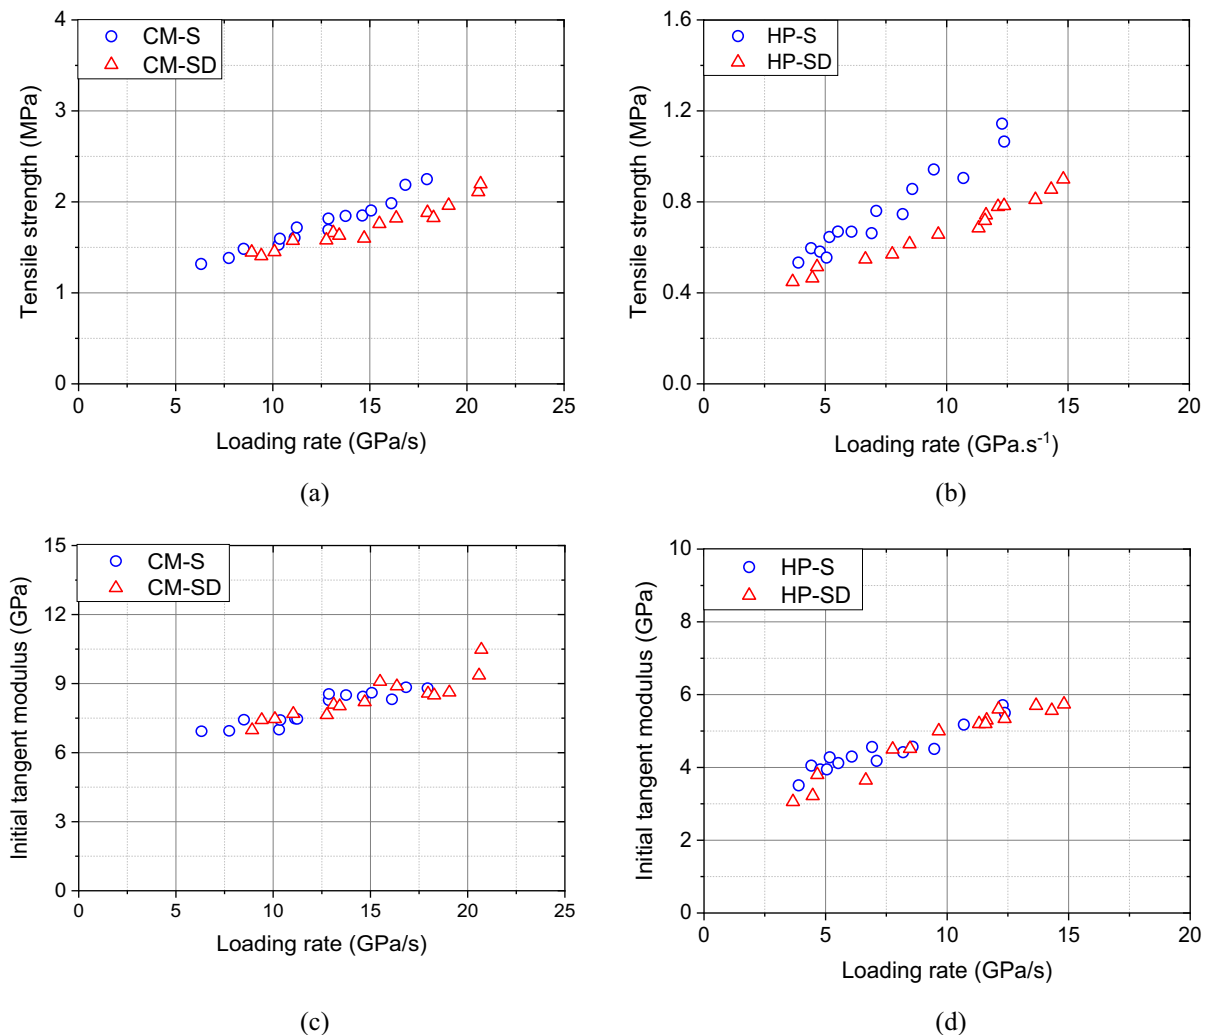 4
3
2
1
0
Tensile strength (MPa)
CM-S
CM-SD
0 5 10 15 20 25
Loading rate (GPa/s)
(a)
1.6
1.2
0.8
0.4
0.0
Tensile strength (MPa)
HP-S
HP-SD
0 5 10 15 20
Loading rate (GPa.s⁻¹)
(b)
15
12
9
6
3
0
Initial tangent modulus (GPa)
CM-S
CM-SD
0 5 10 15 20 25
Loading rate (GPa/s)
(c)
10
8
6
4
2
0
Initial tangent modulus (GPa)
HP-S
HP-SD
0 5 10 15 20
Loading rate (GPa/s)
(d)